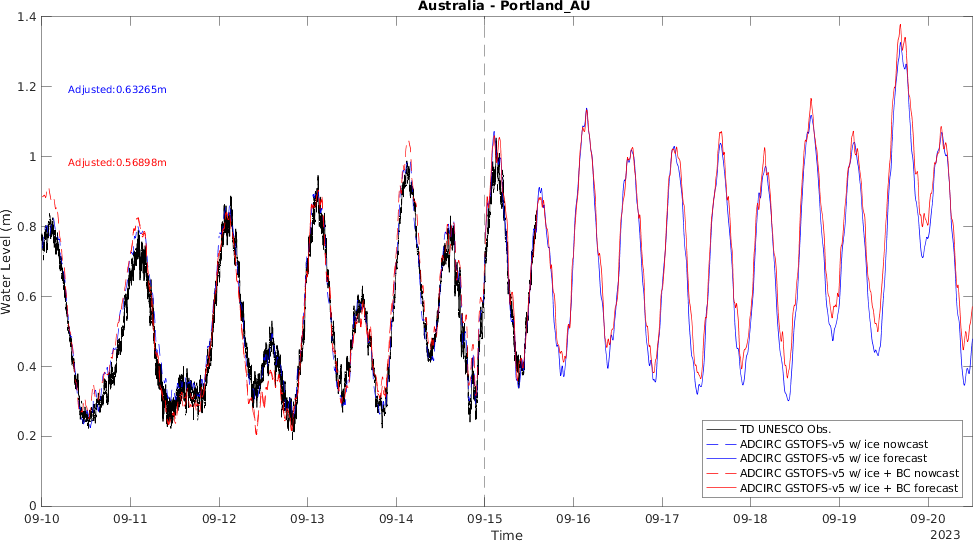 Australia - Portland_AU
1.4
1.2
1
0.8
0.6
0.4
0.2
0
Water Level (m)
Adjusted:0.63265m
Adjusted:0.56898m
TD UNESCO Obs.
ADCIRC GSTOFS-v5 w/ ice nowcast
ADCIRC GSTOFS-v5 w/ ice forecast
ADCIRC GSTOFS-v5 w/ ice + BC nowcast
ADCIRC GSTOFS-v5 w/ ice + BC forecast
09-10 09-11 09-12 09-13 09-14 09-15 09-16 09-17 09-18 09-19 09-20
Time
2023